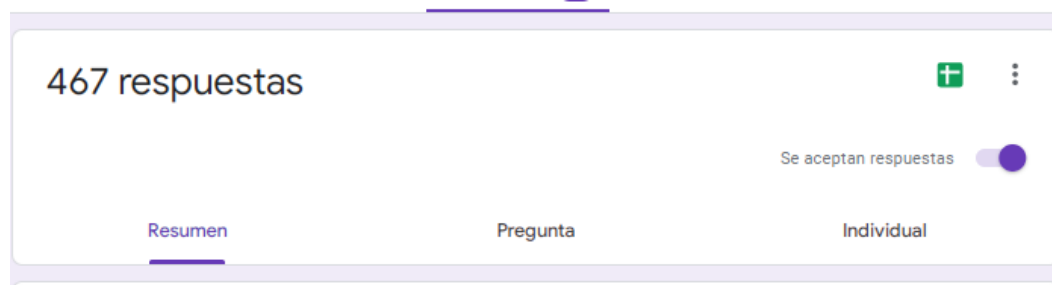 467 respuestas
Se aceptan respuestas
Resumen Pregunta Individual